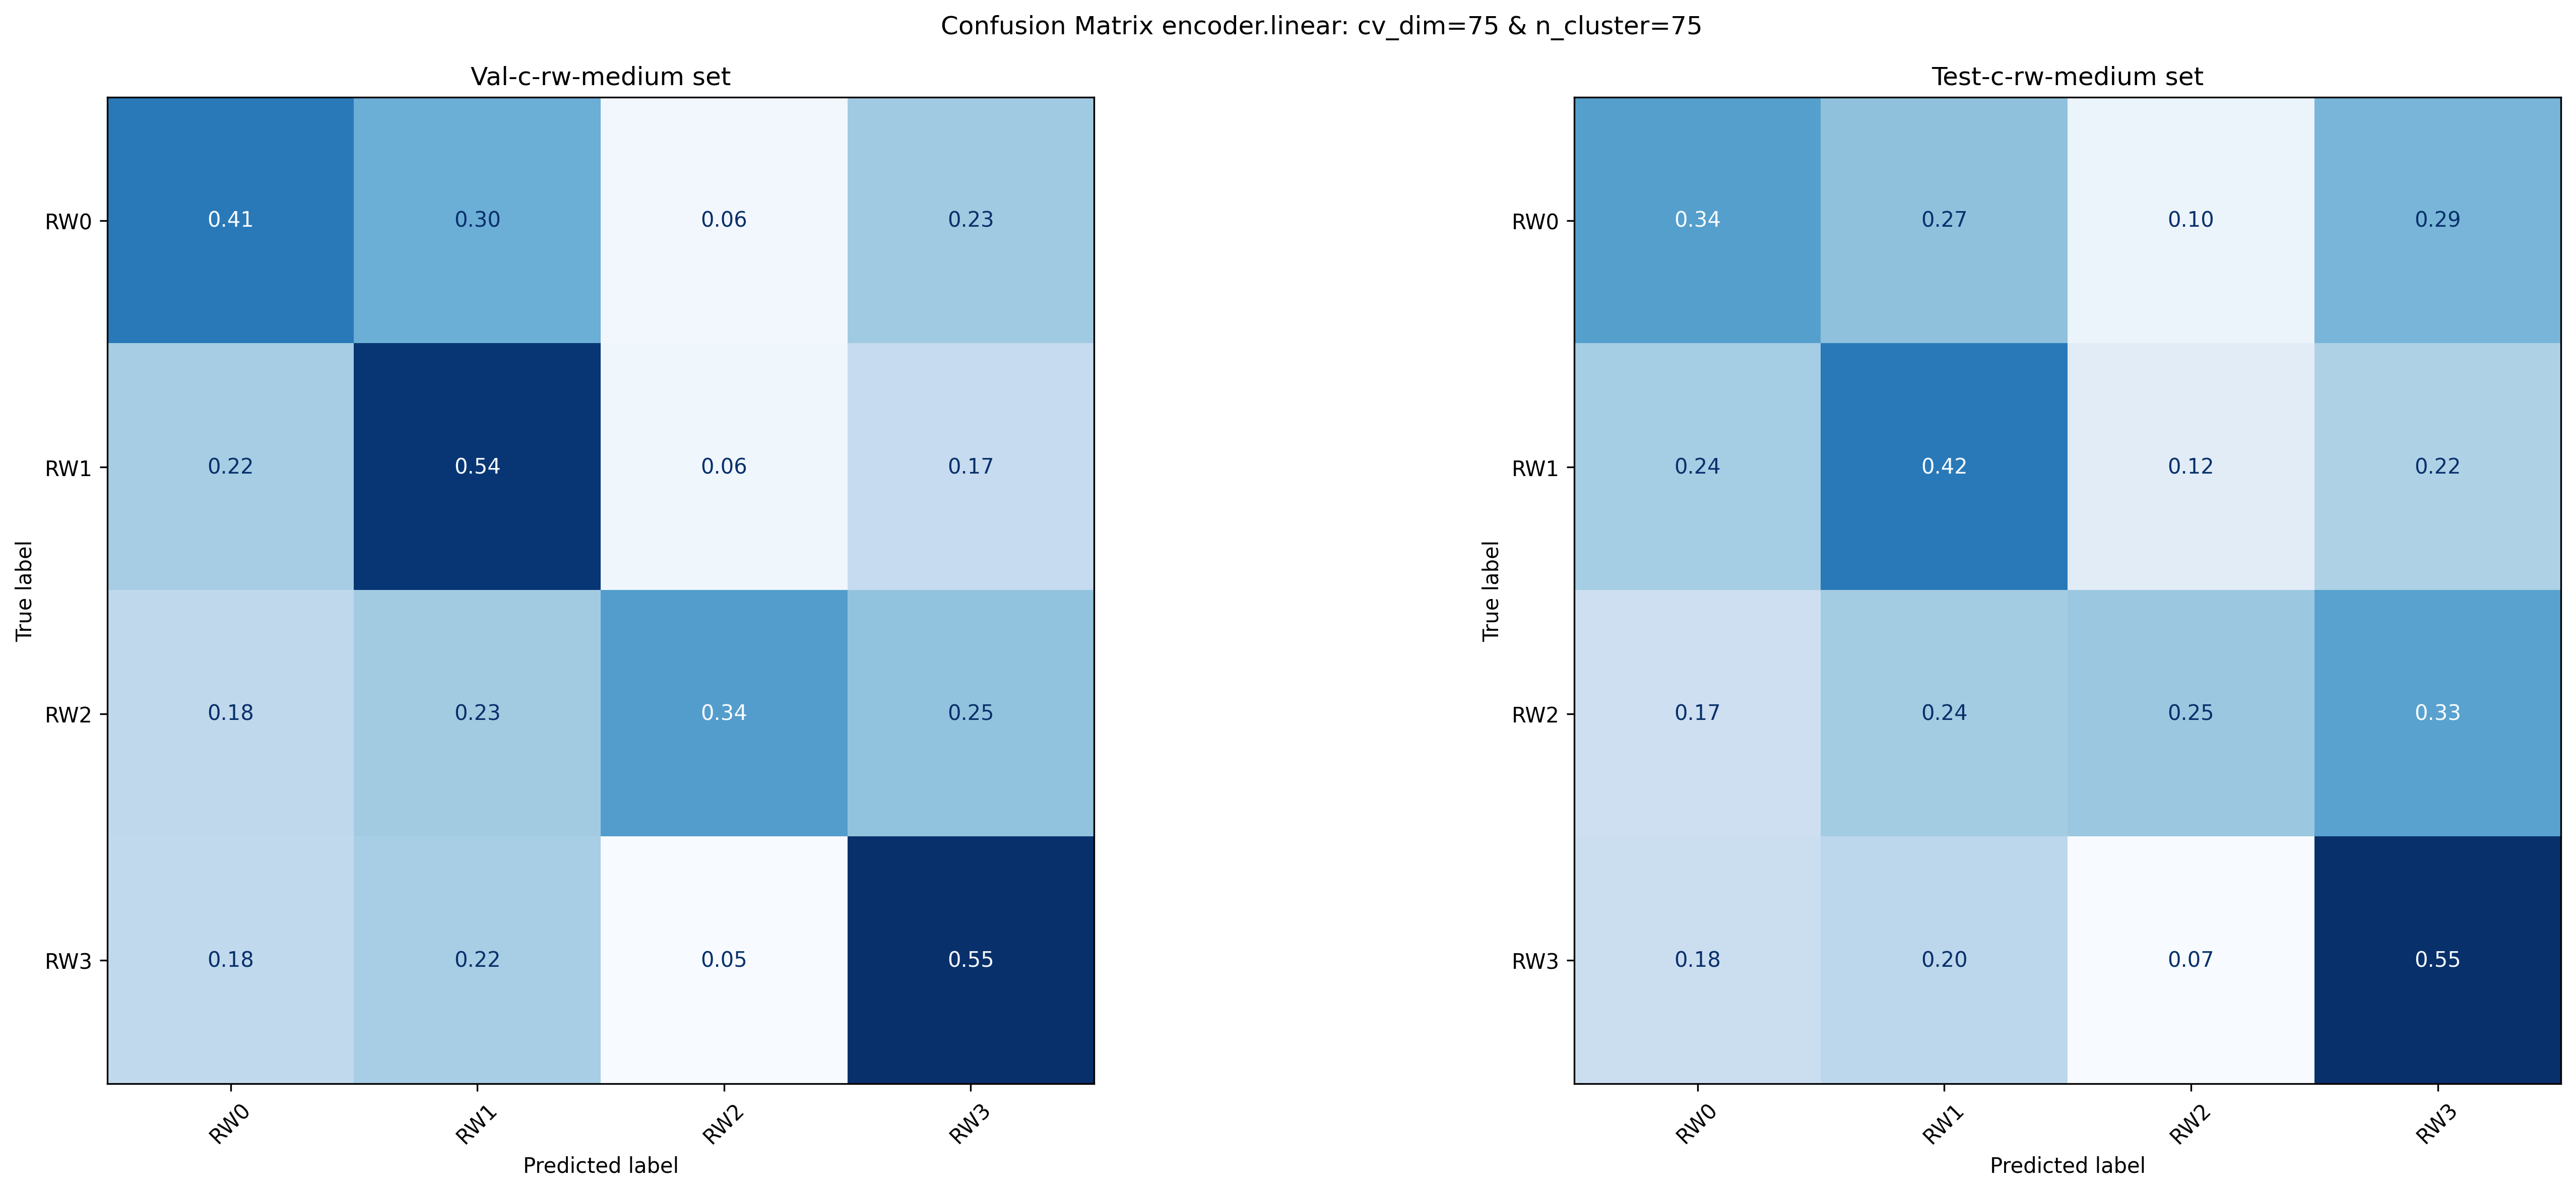 Confusion Matrix encoder.linear: cv_dim=75 & n_cluster=75
Val-c-rw-medium set
True label
RW0 0.41 0.30 0.06 0.23
RW1 0.22 0.54 0.06 0.17
RW2 0.18 0.23 0.34 0.25
RW3 0.18 0.22 0.05 0.55
RW0 RW1 RW2 RW3
Predicted label
Test-c-rw-medium set
True label
RW0 0.34 0.27 0.10 0.29
RW1 0.24 0.42 0.12 0.22
RW2 0.17 0.24 0.25 0.33
RW3 0.18 0.20 0.07 0.55
RW0 RW1 RW2 RW3
Predicted label